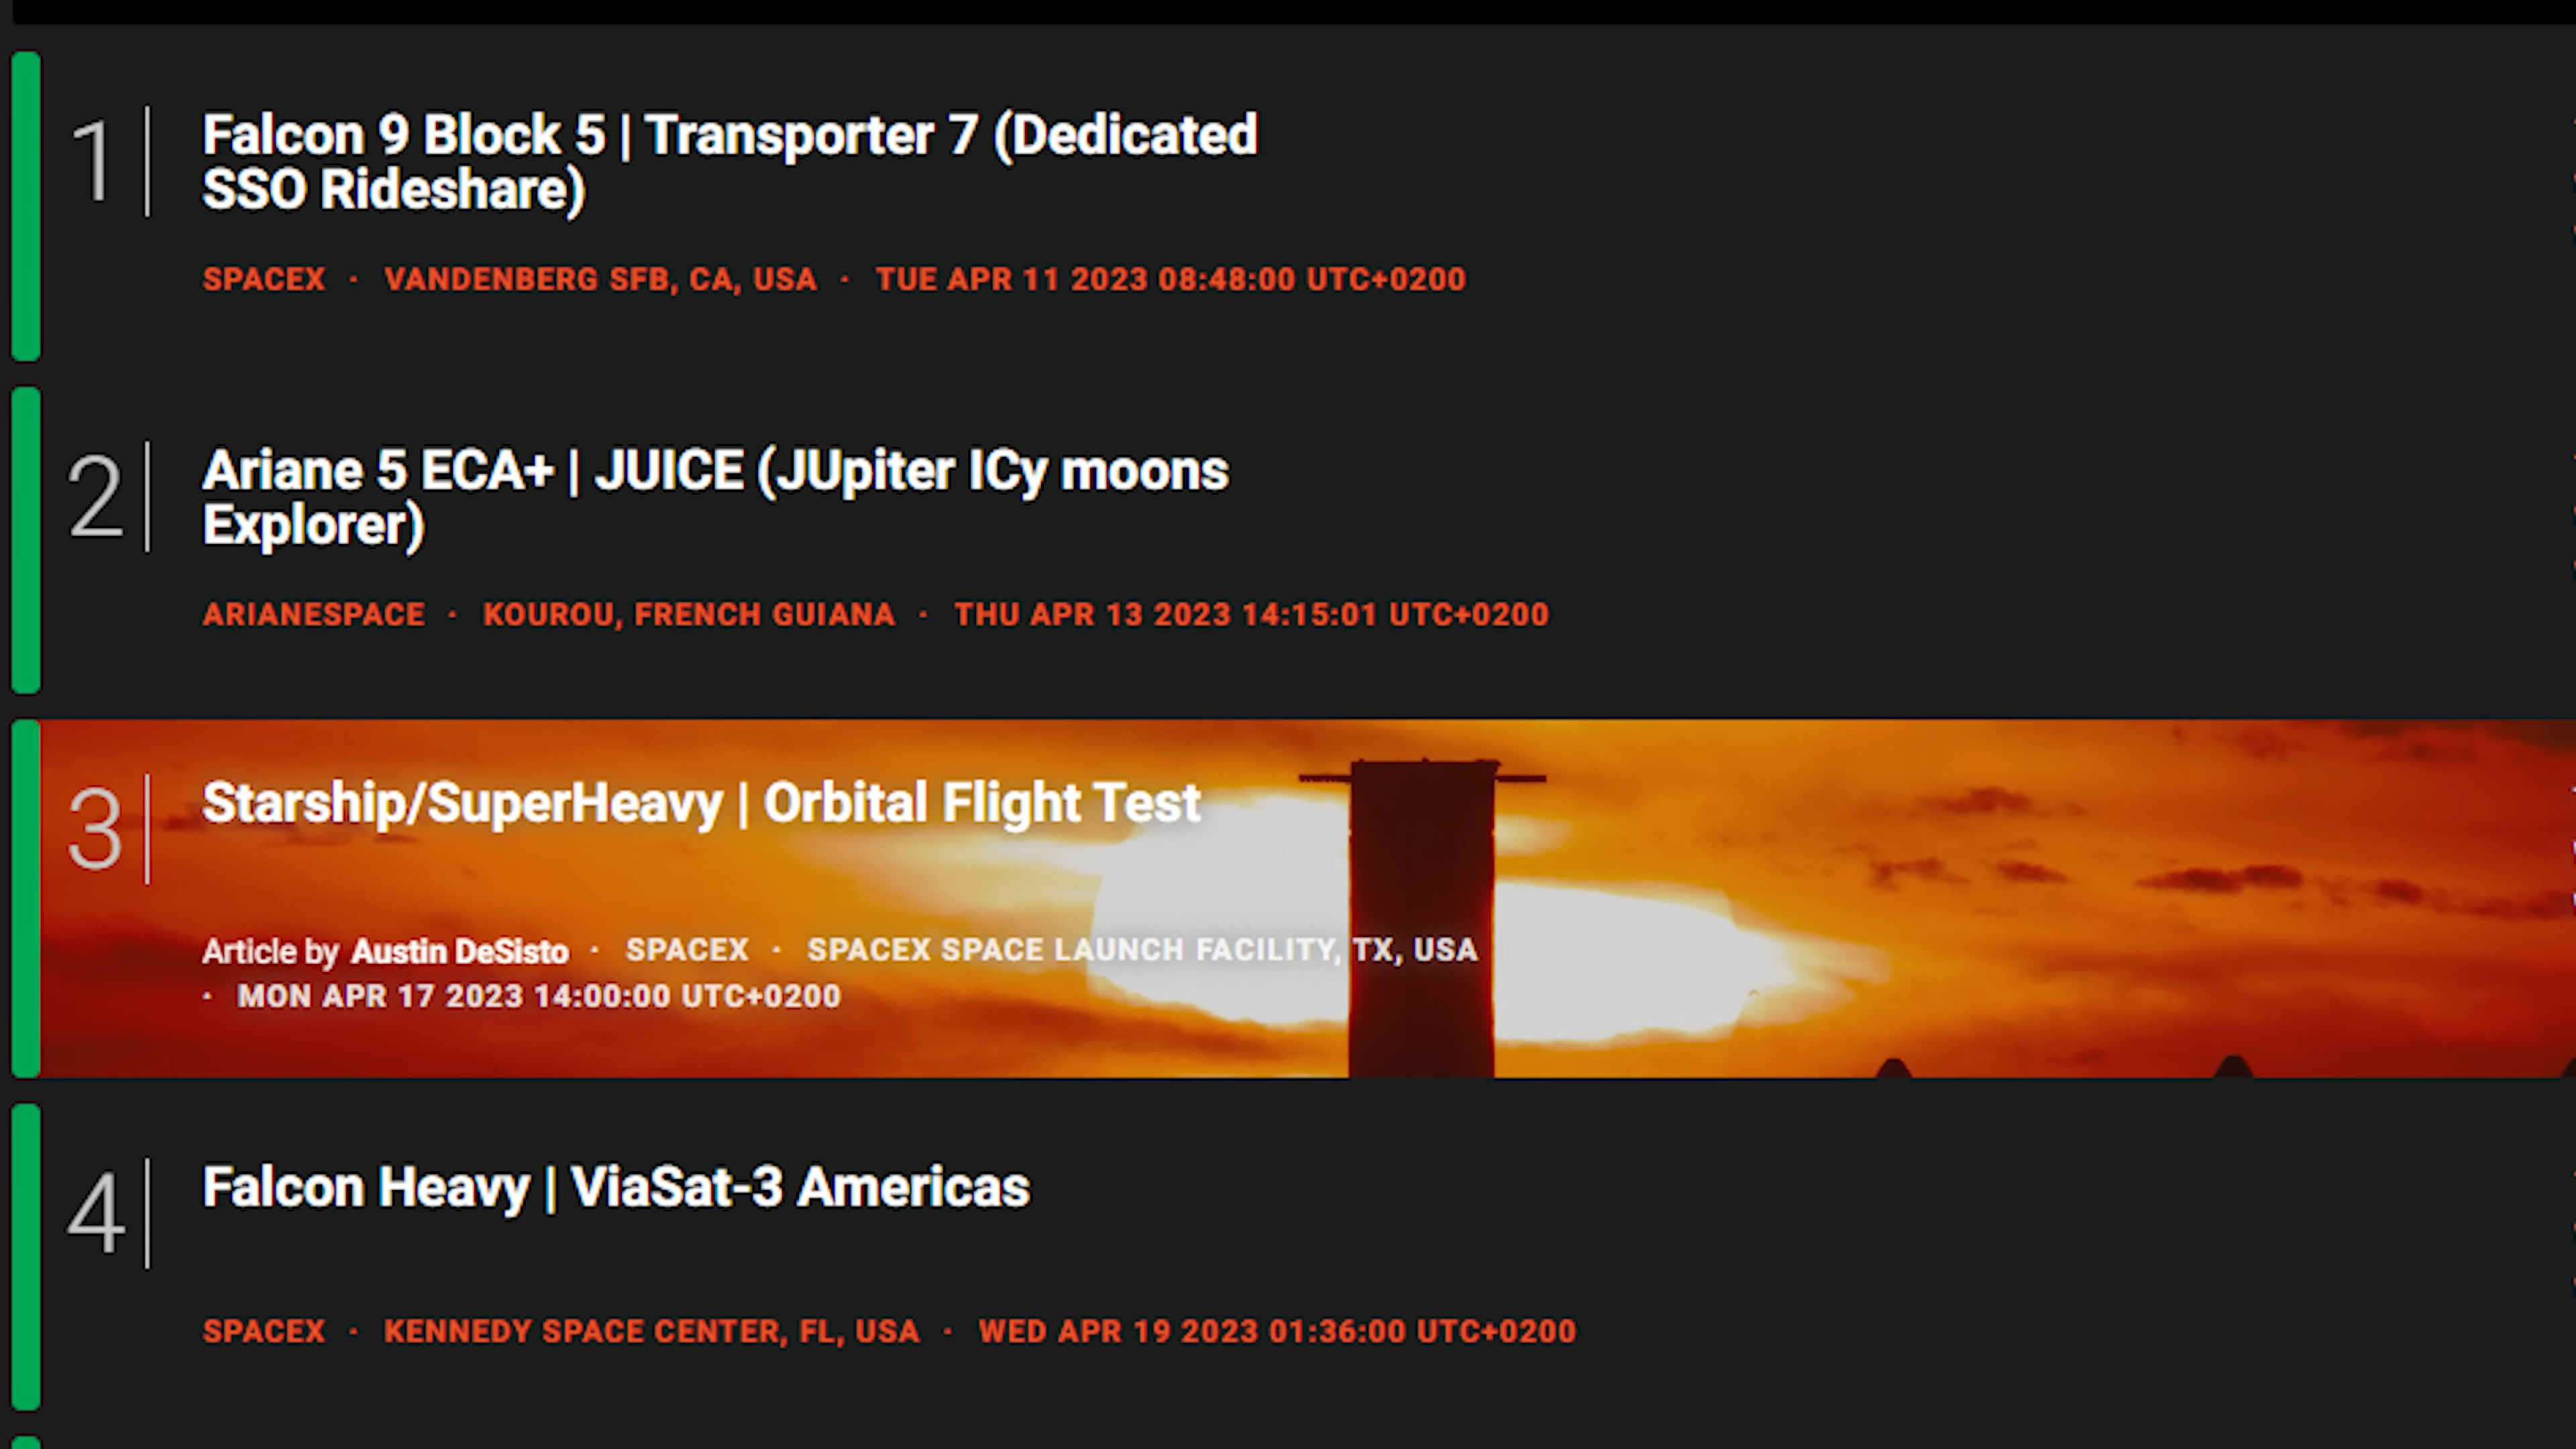 1
Falcon 9 Block 5 | Transporter 7 (Dedicated
SSO Rideshare)
SPACEX · VANDENBERG SFB, CA, USA · TUE APR 11 2023 08:48:00 UTC+0200
2
Ariane 5 ECA+ | JUICE (JUpiter ICy moons
Explorer)
ARIANESPACE · KOUROU, FRENCH GUIANA · THU APR 13 2023 14:15:01 UTC+0200
3
Starship/SuperHeavy | Orbital Flight Test
Article by Austin DeSisto · SPACEX · SPACEX SPACE LAUNCH FACILITY, TX, USA
· MON APR 17 2023 14:00:00 UTC+0200
4
Falcon Heavy | ViaSat-3 Americas
SPACEX · KENNEDY SPACE CENTER, FL, USA · WED APR 19 2023 01:36:00 UTC+0200